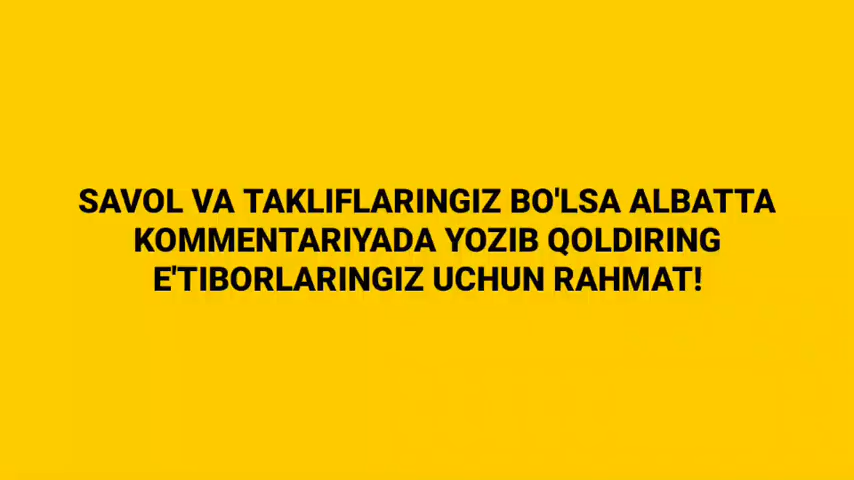 SAVOL VA TAKLIFLARINGIZ BO'LSA ALBATTA
KOMMENTARIYADA YOZIB QOLDIRING
E'TIBORLARINGIZ UCHUN RAHMAT!